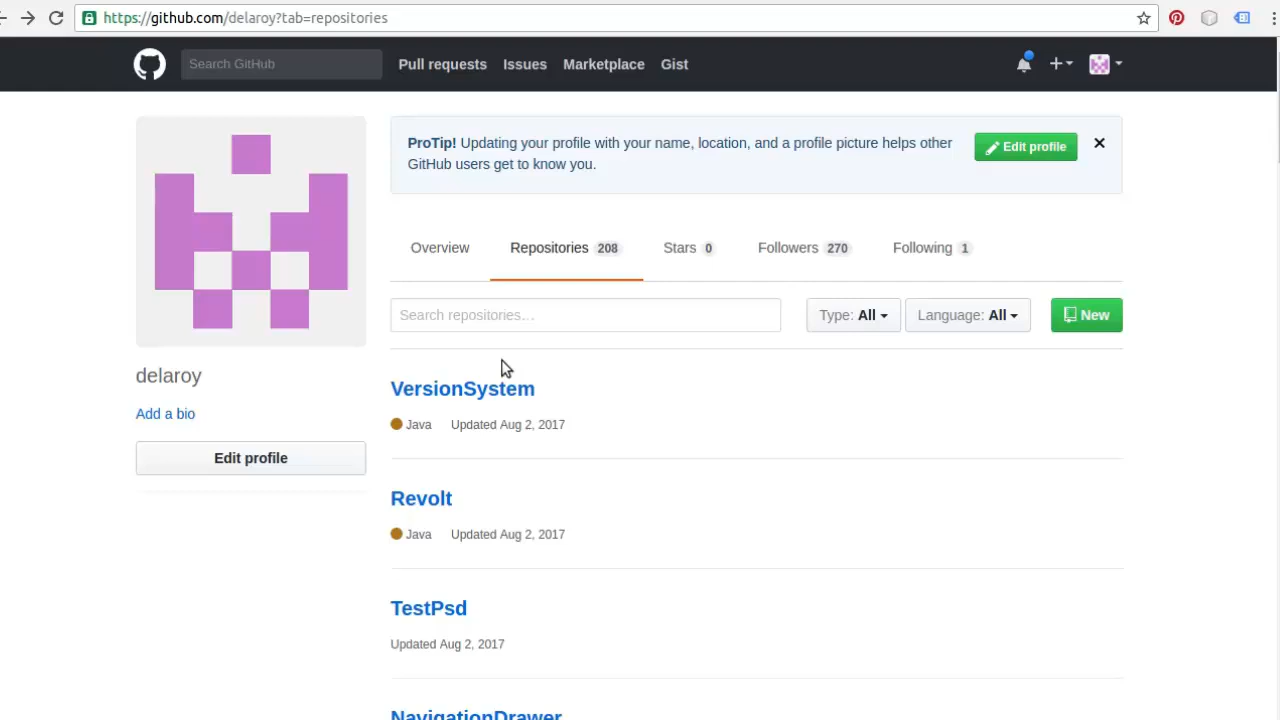 https://github.com/delaroy?tab=repositories
Search GitHub
Pull requests
Issues
Marketplace
Gist
ProTip! Updating your profile with your name, location, and a profile picture helps other
GitHub users get to know you.
Edit profile
Overview
Repositories 208
Stars 0
Followers 270
Following 1
Search repositories…
Type: All
Language: All
New
delaroy
Add a bio
Edit profile
VersionSystem
Java Updated Aug 2, 2017
Revolt
Java Updated Aug 2, 2017
TestPsd
Updated Aug 2, 2017
NavigationDrawer